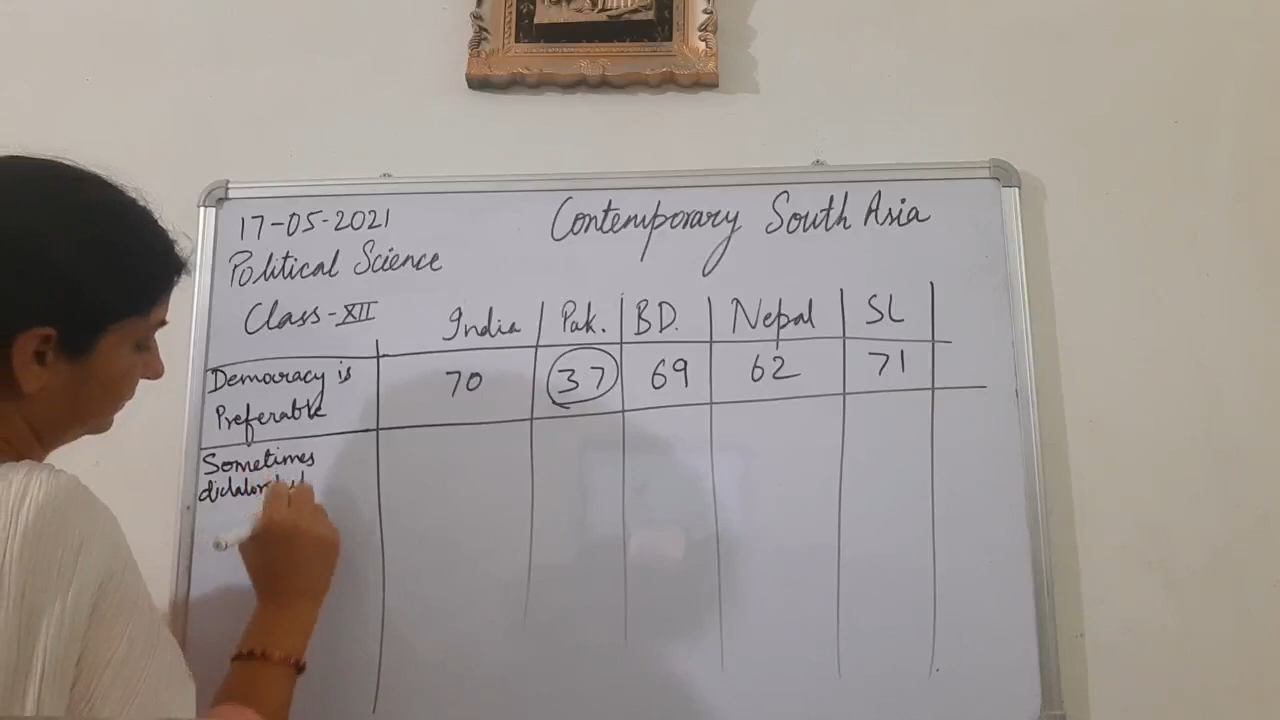 17-05-2021
Contemporary South Asia
Political Science
Class-XII
India Pak. BD. Nepal SL
Democracy is
Preferable
70 37 69 62 71
Sometimes